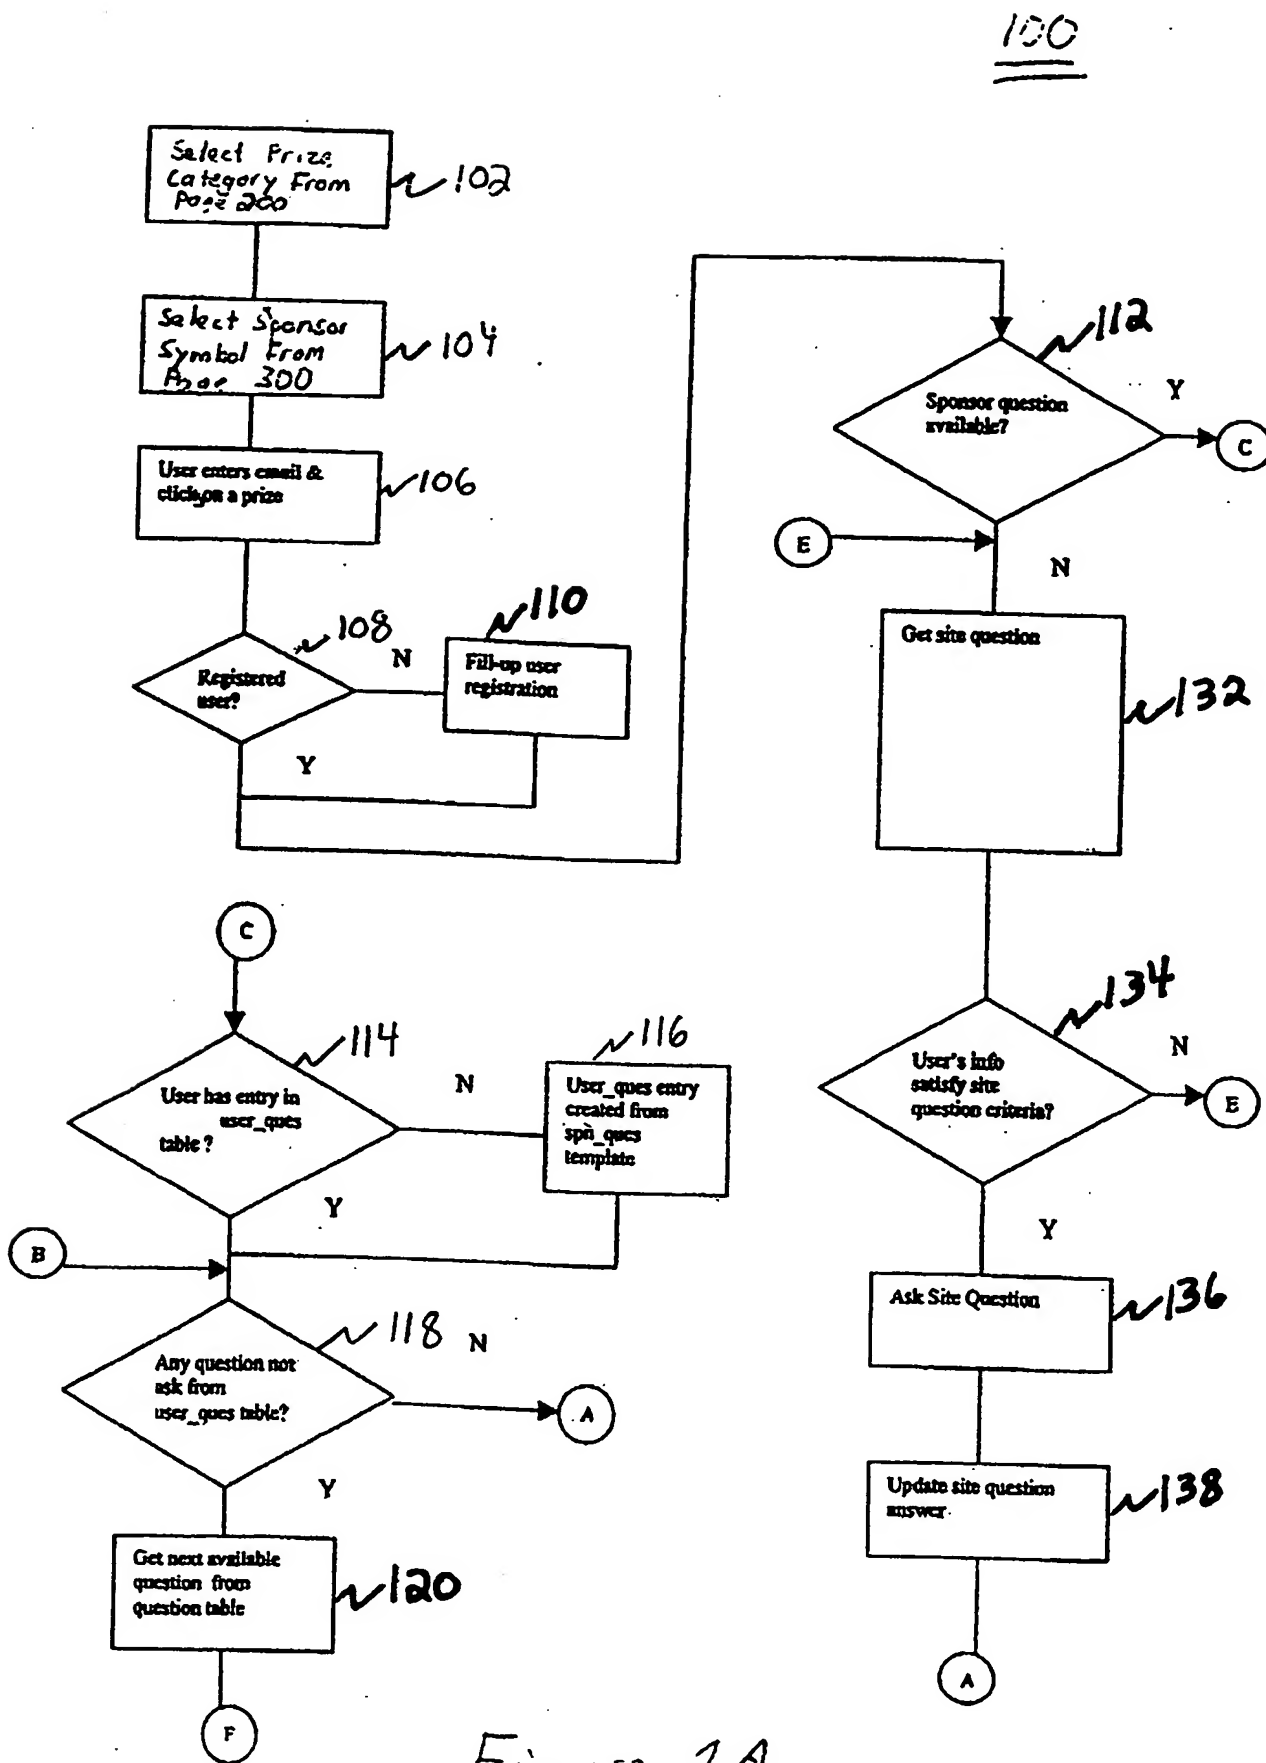 100
Select Prize
Category From
Page 200
102
Select Sponsor
Symbol From
Page 300
104
User enters email &
click on a prize
106
Registered
user?
108
N
Y
Fill-up user
registration
110
Sponsor question
available?
112
Y
C
E
N
Get site question
132
User's info
satisfy site
question criteria?
134
N
E
Y
Ask Site Question
136
Update site question
answer
138
A
C
User has entry in
user_ques
table ?
114
N
User_ques entry
created from
spn_ques
template
116
Y
B
Any question not
ask from
user_ques table?
118
N
A
Y
Get next available
question from
question table
120
F
Figure 1A